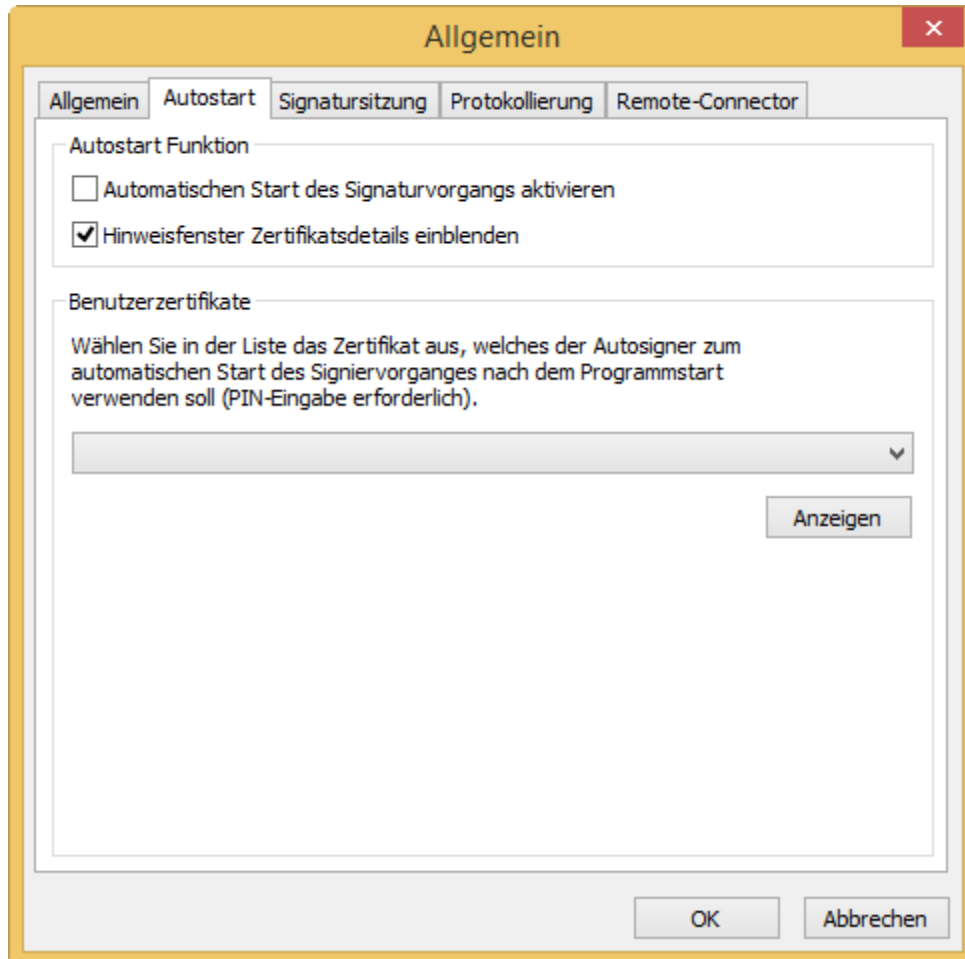 Allgemein
Allgemein Autostart Signatursitzung Protokollierung Remote-Connector
Autostart Funktion
Automatischen Start des Signaturvorgangs aktivieren
Hinweisfenster Zertifikatsdetails einblenden
Benutzerzertifikate
Wählen Sie in der Liste das Zertifikat aus, welches der Autosigner zum
automatischen Start des Signiervorganges nach dem Programmstart
verwenden soll (PIN-Eingabe erforderlich).
Anzeigen
OK Abbrechen